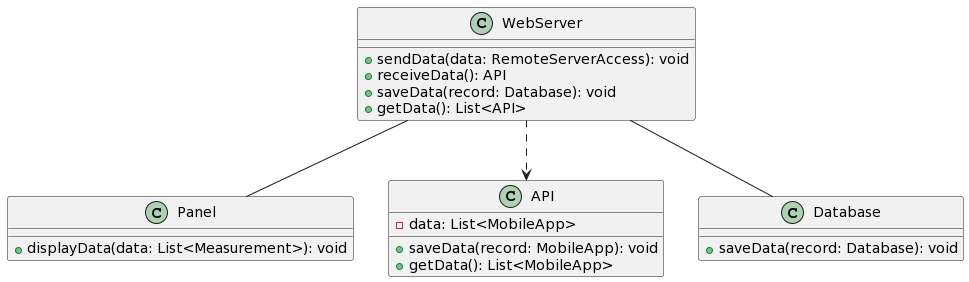 C WebServer
sendData(data: RemoteServerAccess): void
receiveData(): API
saveData(record: Database): void
getData(): List<API>
C Panel
displayData(data: List<Measurement>): void
C API
data: List<MobileApp>
saveData(record: MobileApp): void
getData(): List<MobileApp>
C Database
saveData(record: Database): void